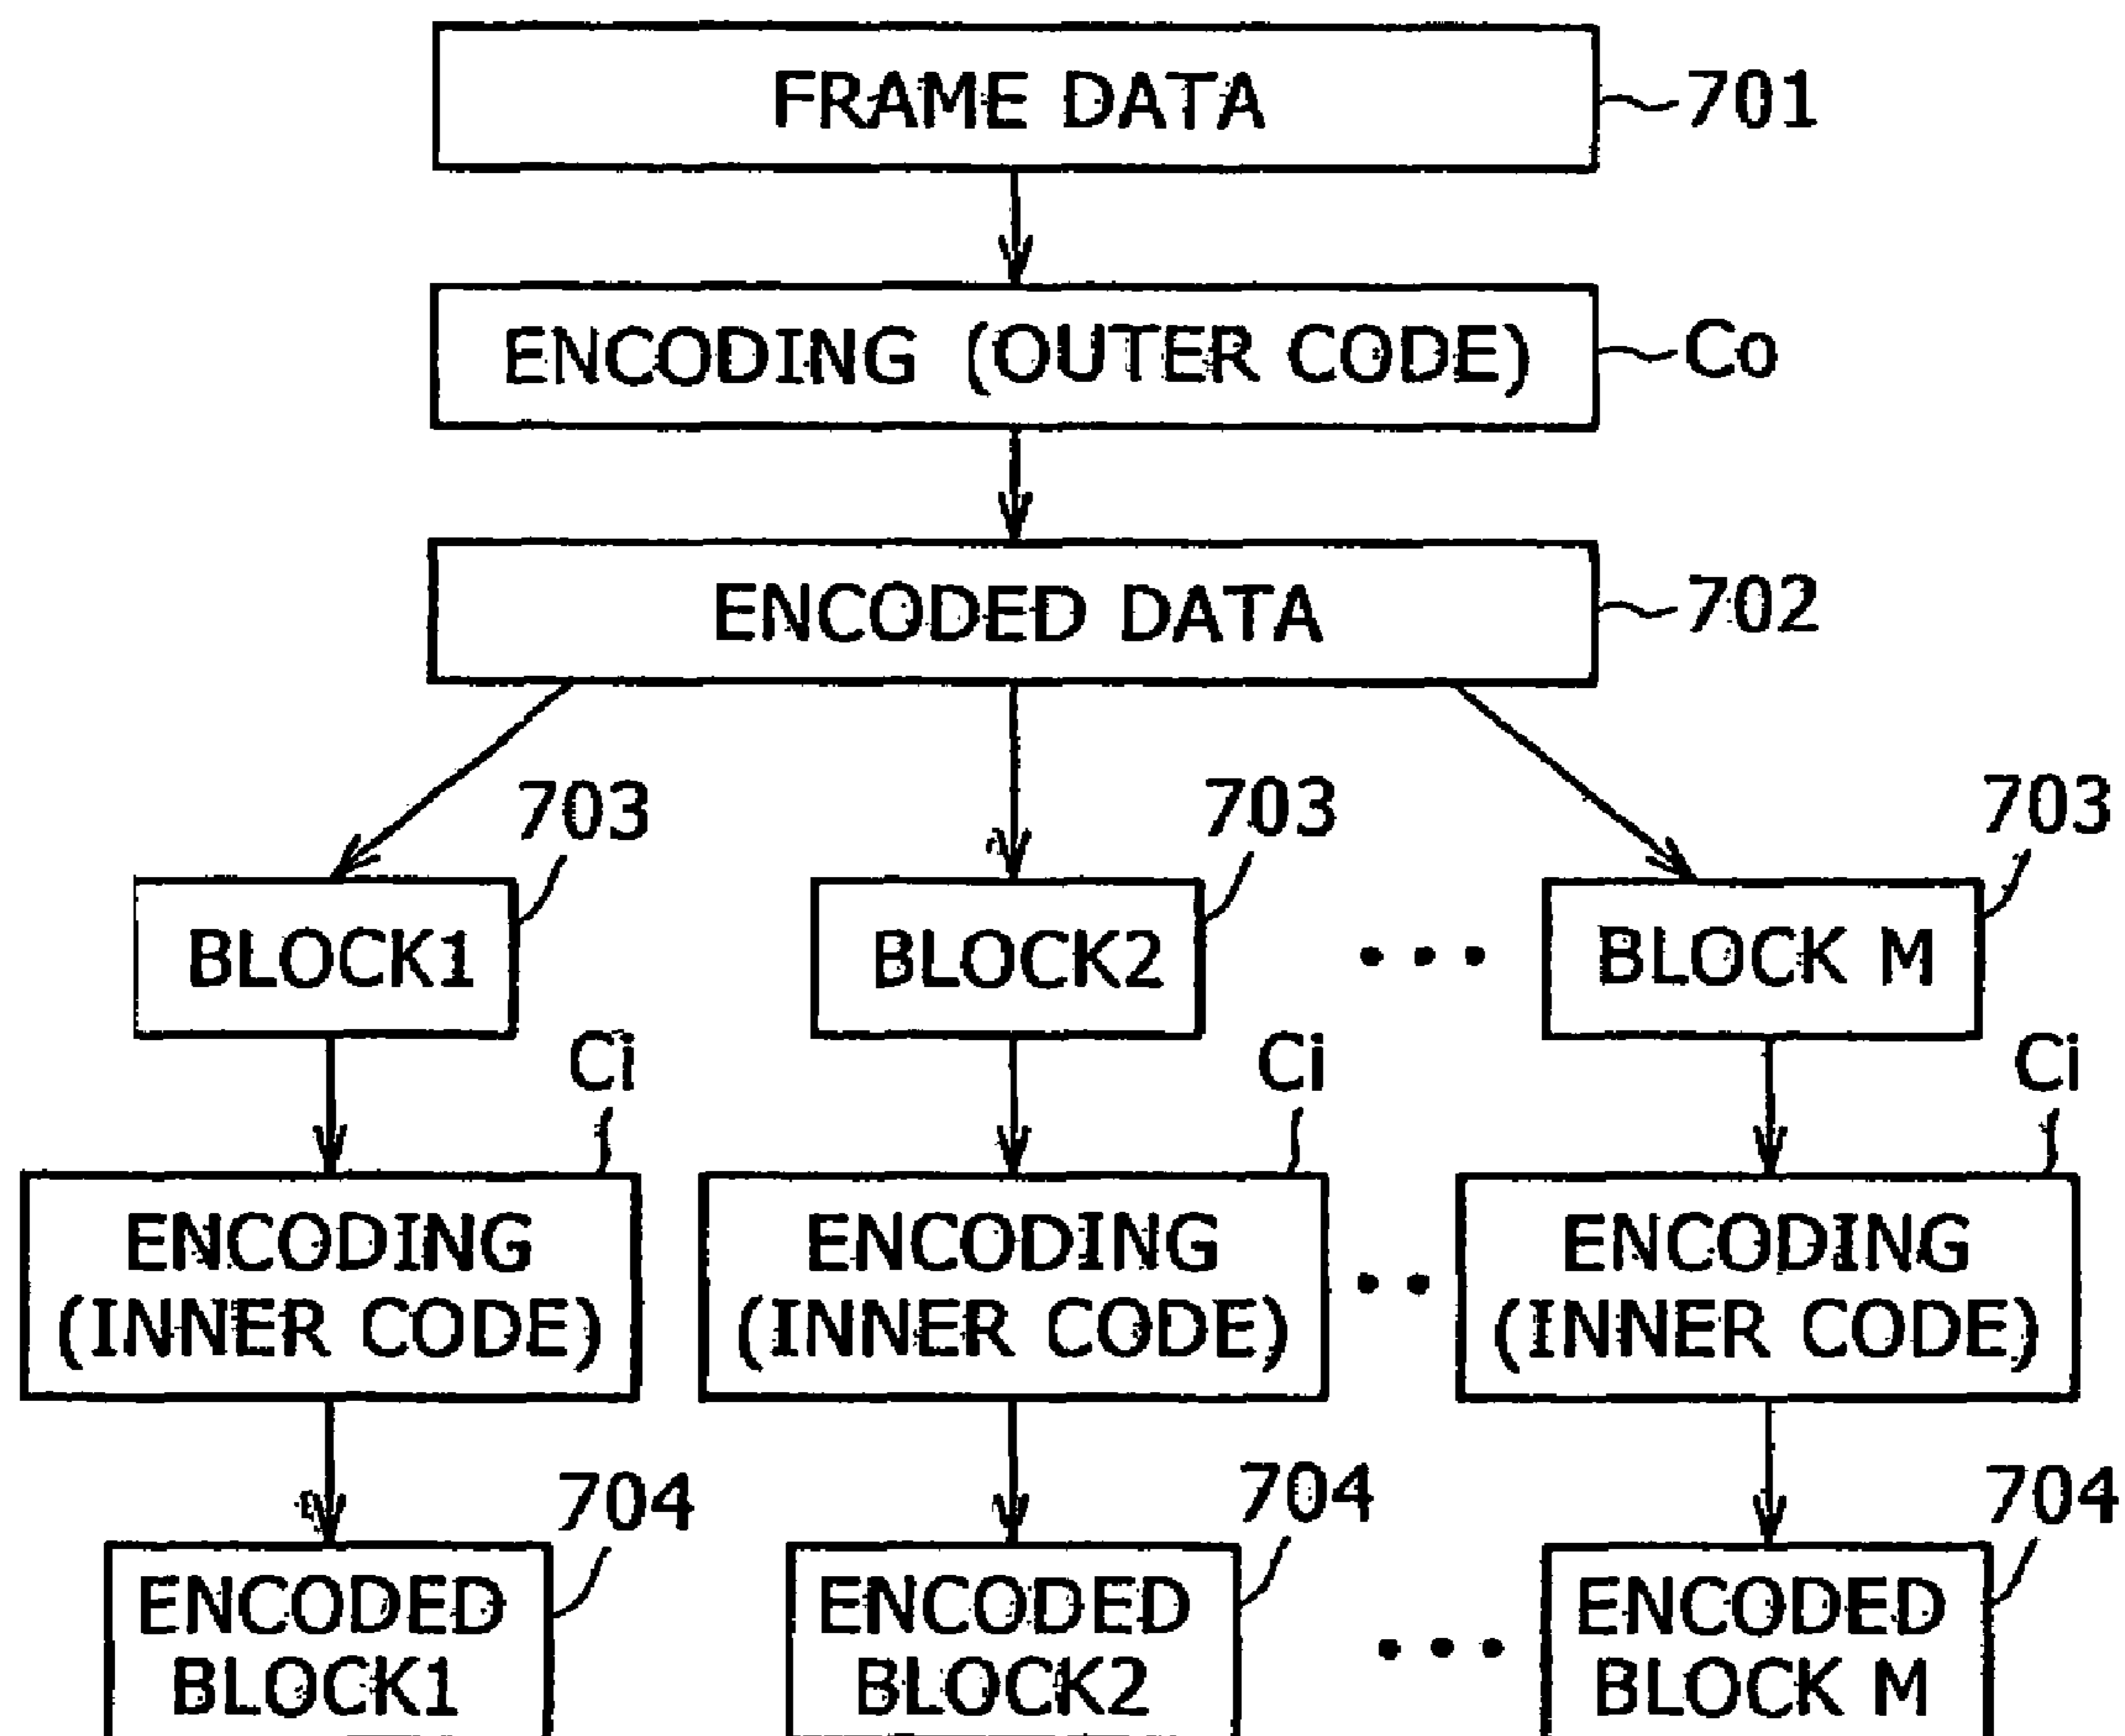 FRAME DATA
701
ENCODING (OUTER CODE)
Co
ENCODED DATA
702
703
703
703
BLOCK1
BLOCK2
• • •
BLOCK M
Ci
Ci
Ci
ENCODING
(INNER CODE)
ENCODING
(INNER CODE)
• •
ENCODING
(INNER CODE)
704
704
704
ENCODED
BLOCK1
ENCODED
BLOCK2
• • •
ENCODED
BLOCK M